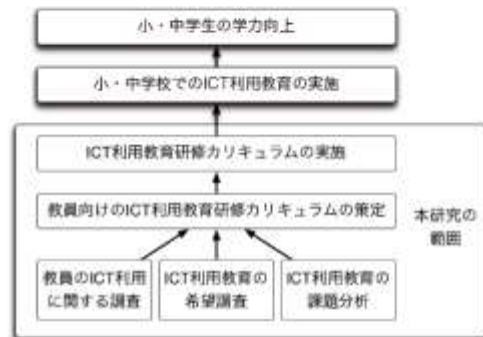 小・中学生の学力向上
小・中学校でのICT利用教育の実施
ICT利用教育研修カリキュラムの実施
教員向けのICT利用教育研修カリキュラムの策定
本研究の
範囲
教員のICT利用
に関する調査
ICT利用教育の
希望調査
ICT利用教育の
課題分析